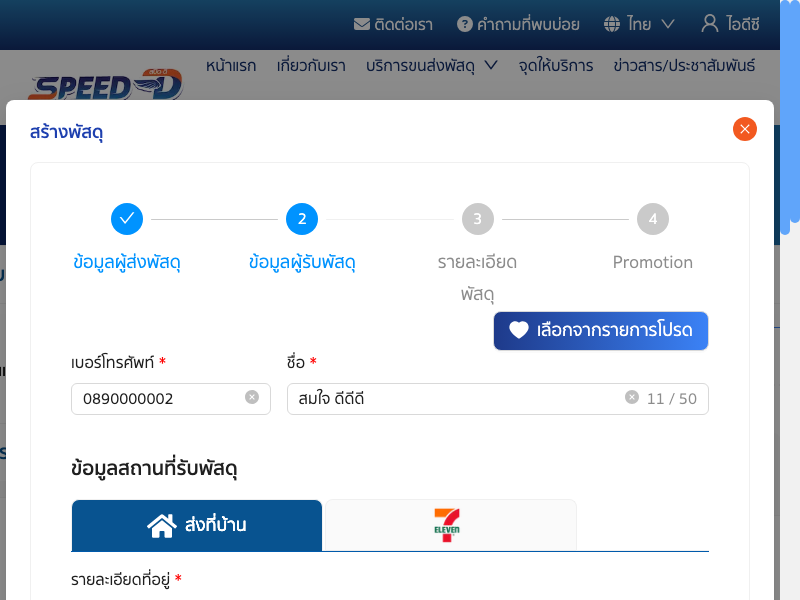 ติดต่อเรา คำถามที่พบบ่อย ไทย ไอดีซี
หน้าแรก เกี่ยวกับเรา บริการขนส่งพัสดุ จุดให้บริการ ข่าวสาร/ประชาสัมพันธ์
SPEED-D
สร้างพัสดุ
2 3 4
ข้อมูลผู้ส่งพัสดุ ข้อมูลผู้รับพัสดุ รายละเอียด Promotion
พัสดุ
เลือกจากรายการโปรด
เบอร์โทรศัพท์ * ชื่อ *
0890000002 สมใจ ดีดีดี 11 / 50
ข้อมูลสถานที่รับพัสดุ
ส่งที่บ้าน 7 ELEVEN
รายละเอียดที่อยู่ *